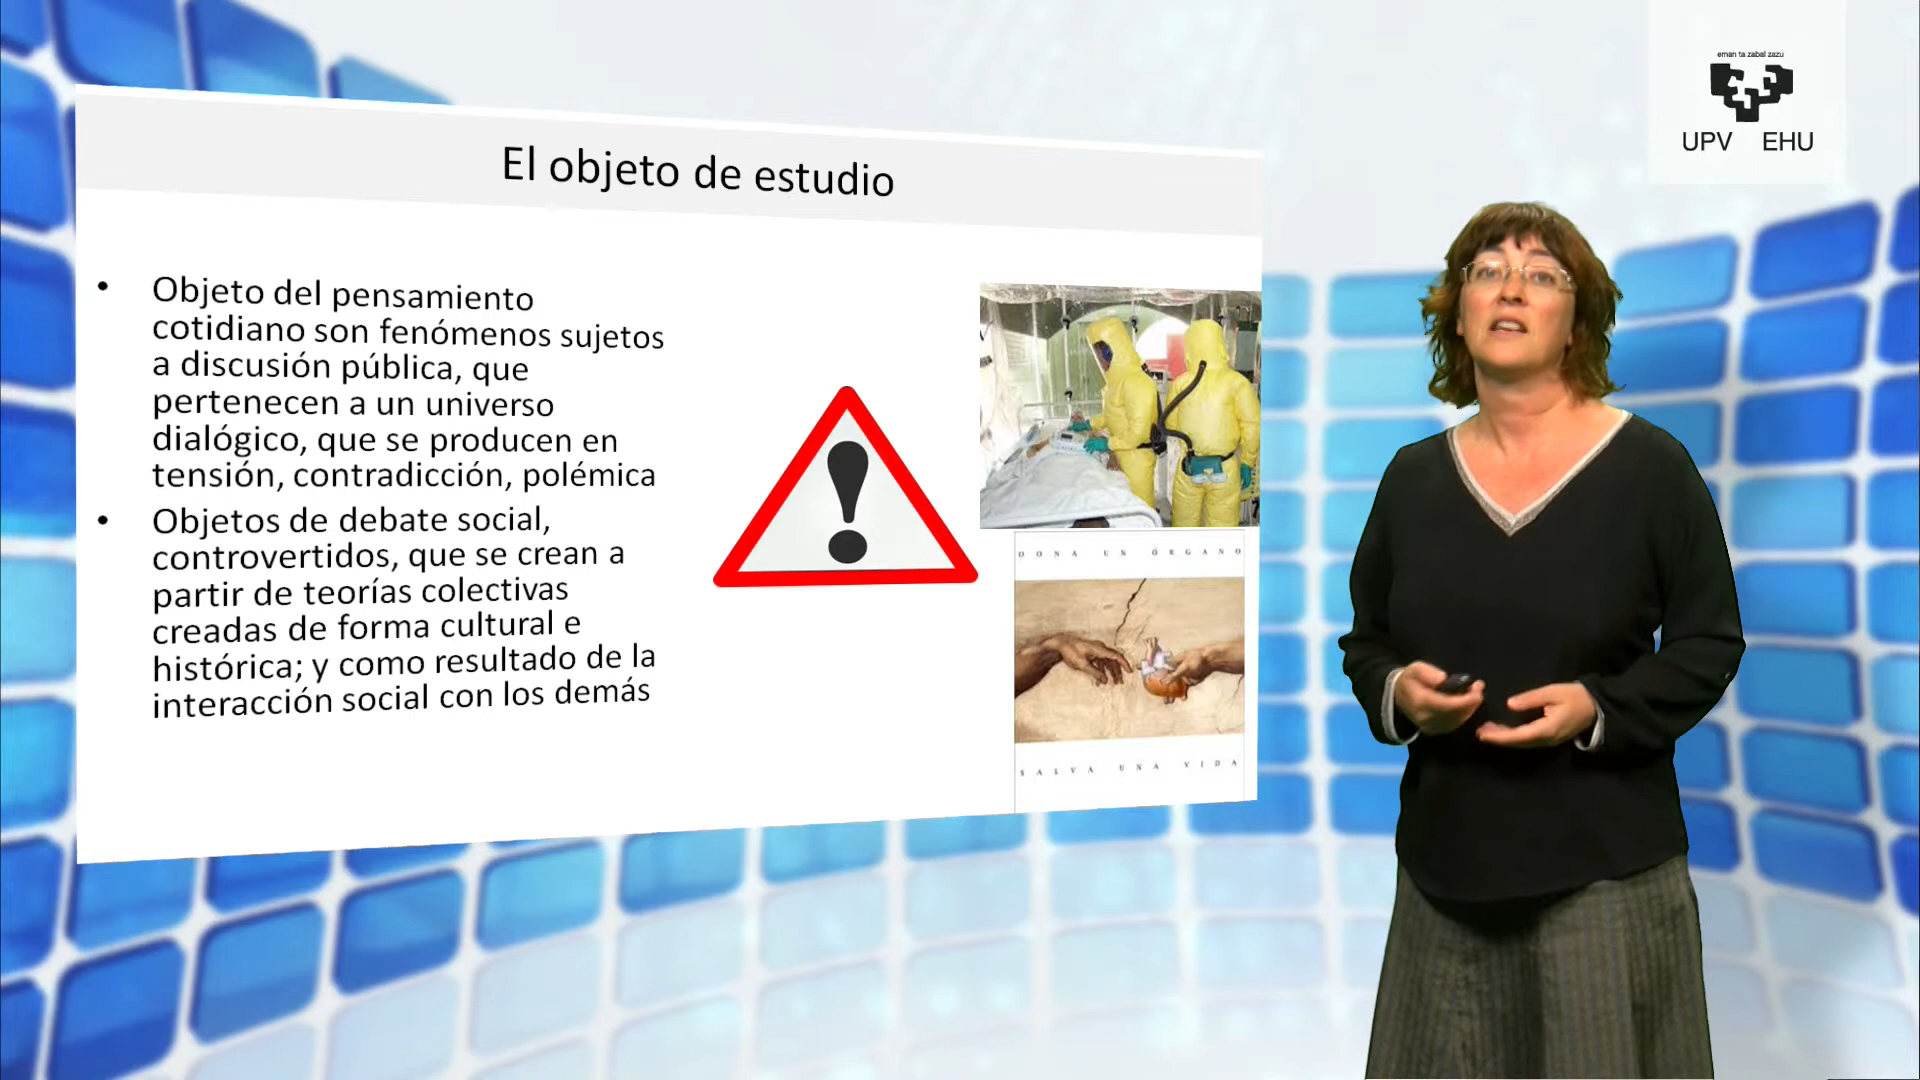 eman ta zabal zazu
UPV EHU
El objeto de estudio
• Objeto del pensamiento
cotidiano son fenómenos sujetos
a discusión pública, que
pertenecen a un universo
dialógico, que se producen en
tensión, contradicción, polémica
• Objetos de debate social,
controvertidos, que se crean a
partir de teorías colectivas
creadas de forma cultural e
histórica; y como resultado de la
interacción social con los demás
DONA UN ÓRGANO
SALVA UNA VIDA